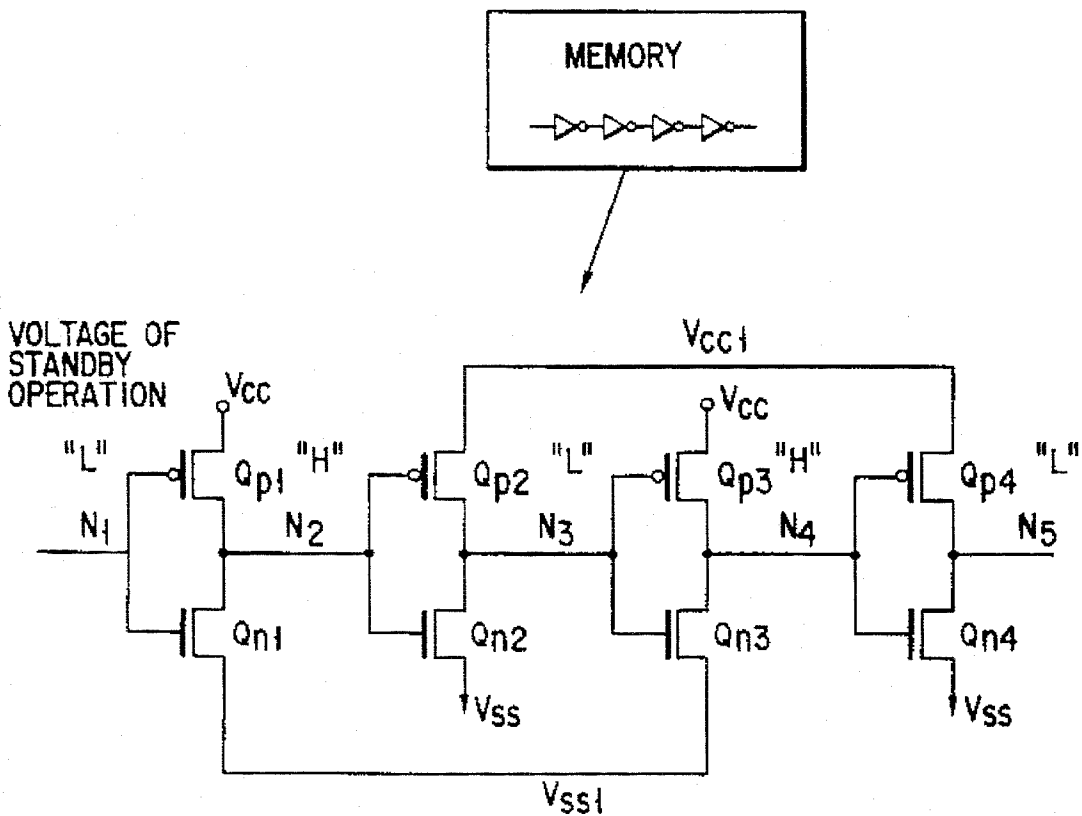 MEMORY
VOLTAGE OF
STANDBY
OPERATION
VCC1
VCC
VCC
"L"
Qp1
"H"
Qp2
"L"
Qp3
"H"
Qp4
"L"
N1
N2
N3
N4
N5
Qn1
Qn2
Qn3
Qn4
VSS
VSS
VSS1